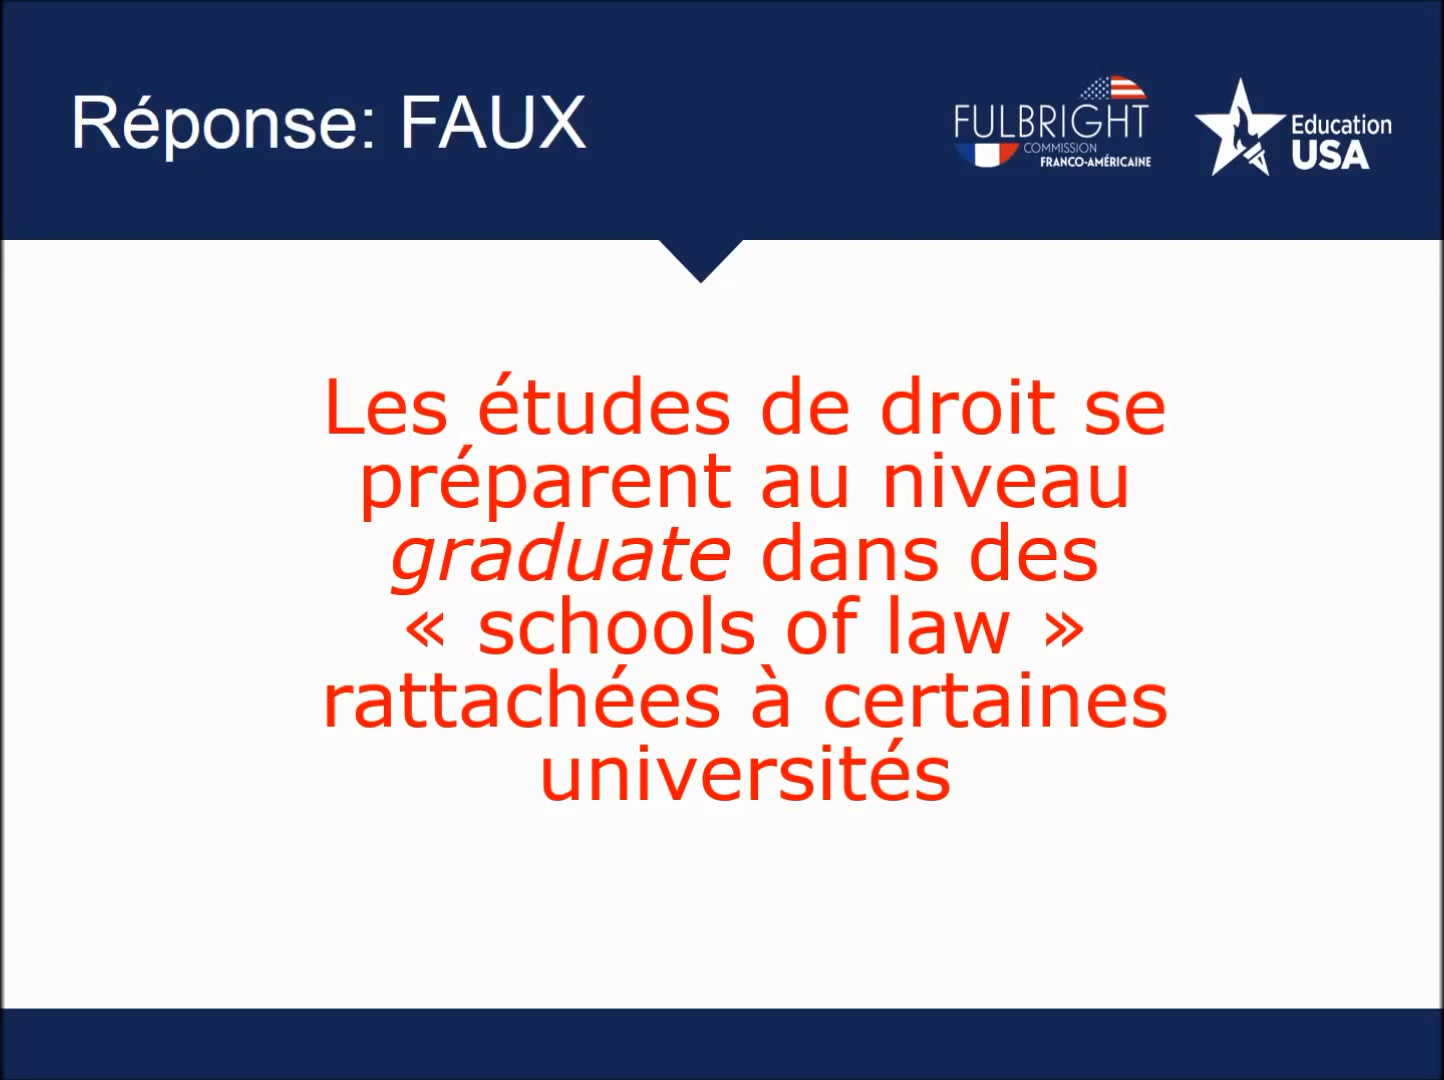 Réponse: FAUX
FULBRIGHT
COMMISSION
FRANCO-AMÉRICAINE
Education
USA
Les études de droit se
préparent au niveau
graduate dans des
« schools of law »
rattachées à certaines
universités